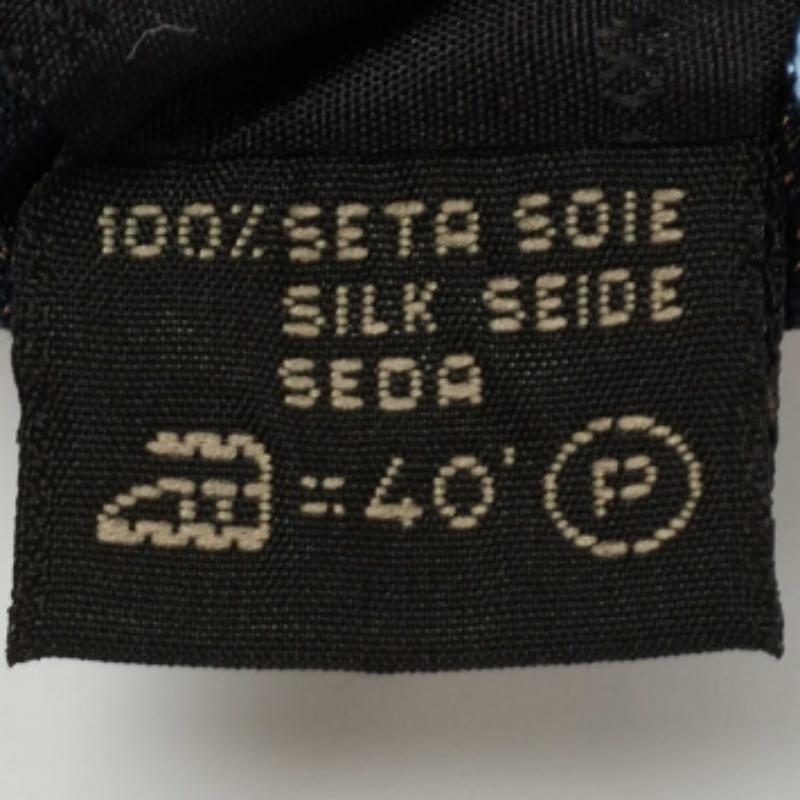 100% SETA SOIE
SILK SEIDE
SEDA
= 40' P